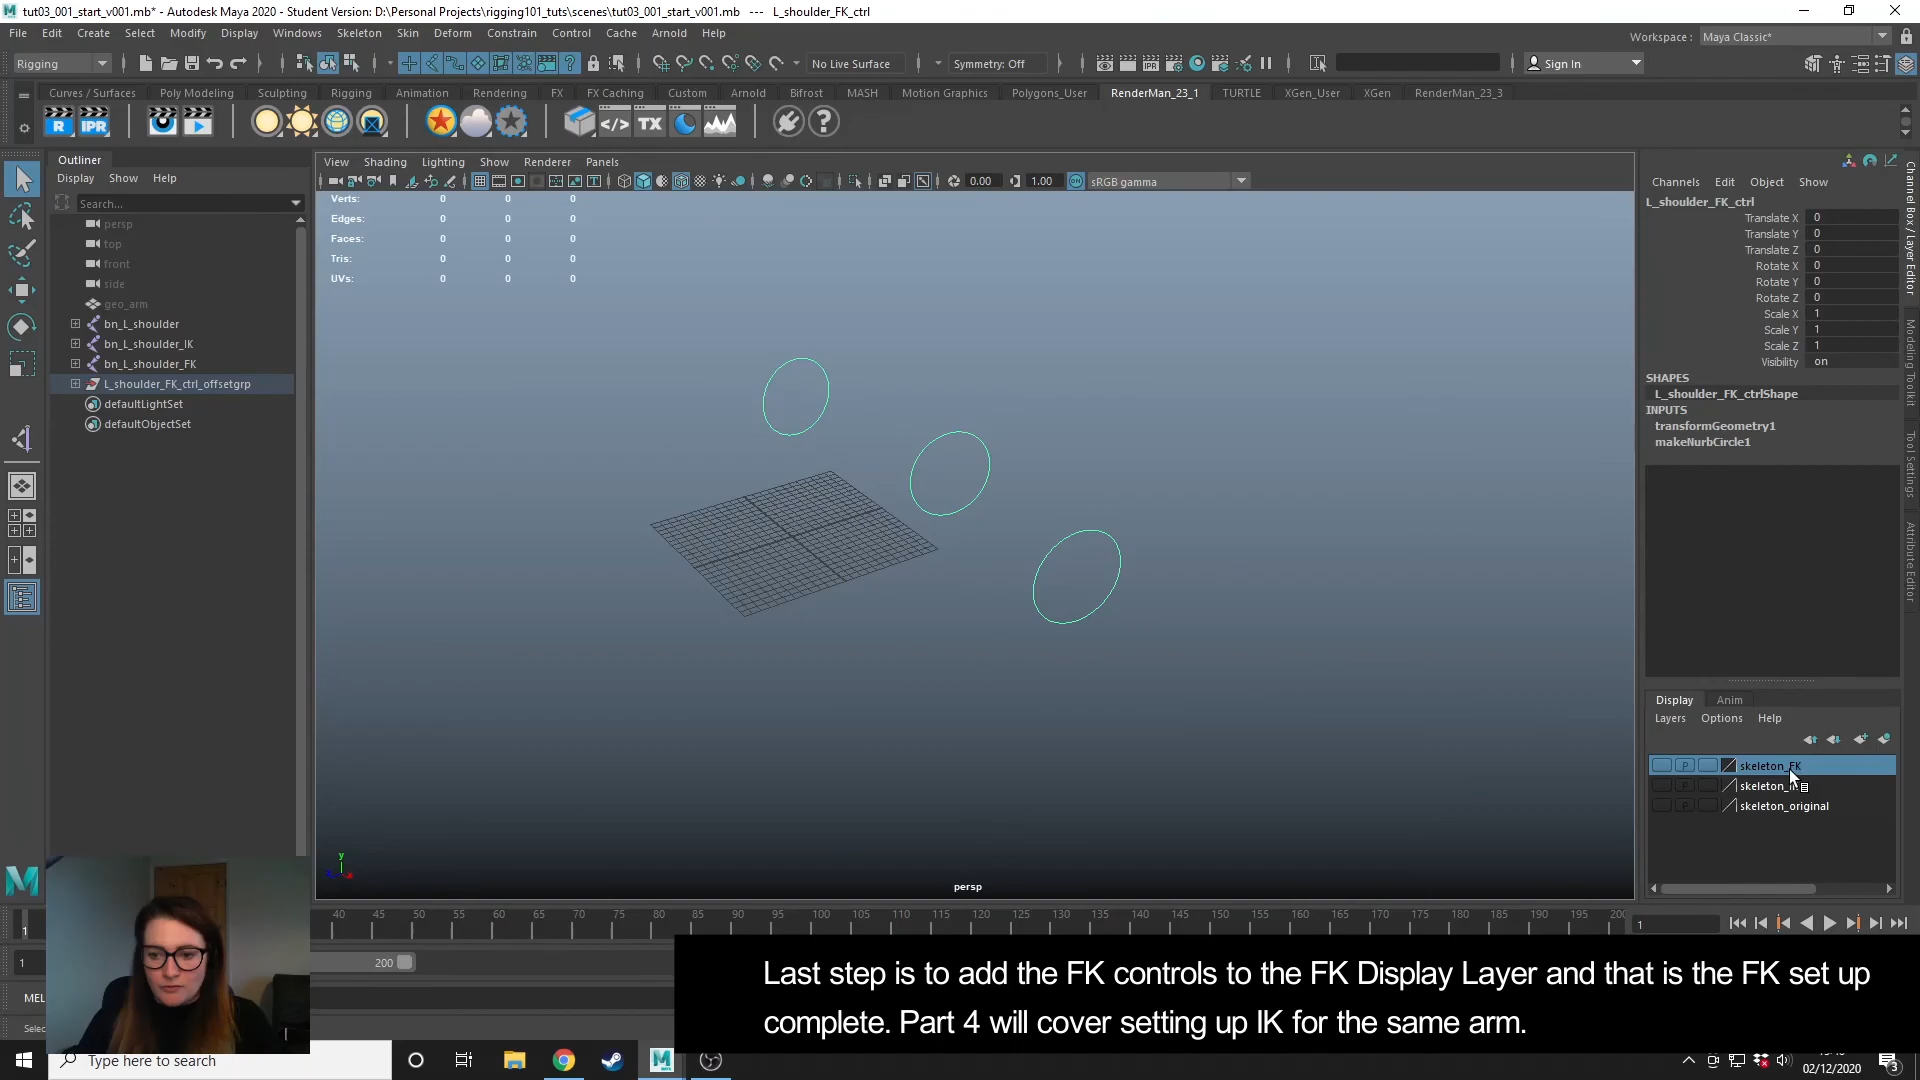 tut03_001_start_v001.mb* - Autodesk Maya 2020 - Student Version: D:\Personal Projects\rigging101_tuts\scenes\tut03_001_start_v001.mb --- L_shoulder_FK_ctrl
File Edit Create Select Modify Display Windows Skeleton Skin Deform Constrain Control Cache Arnold Help
Workspace : Maya Classic*
Rigging
No Live Surface
Symmetry: Off
Sign In
Curves / Surfaces Poly Modeling Sculpting Rigging Animation Rendering FX FX Caching Custom Arnold Bifrost MASH Motion Graphics Polygons_User RenderMan_23_1 TURTLE XGen_User XGen RenderMan_23_3
R IPR </> TX ?
Outliner
Display Show Help
Search...
persp
top
front
side
geo_arm
bn_L_shoulder
bn_L_shoulder_IK
bn_L_shoulder_FK
L_shoulder_FK_ctrl_offsetgrp
defaultLightSet
defaultObjectSet
View Shading Lighting Show Renderer Panels
0.00 1.00 sRGB gamma
Verts: 0 0 0
Edges: 0 0 0
Faces: 0 0 0
Tris: 0 0 0
UVs: 0 0 0
y
x
persp
Channels Edit Object Show
L_shoulder_FK_ctrl
Translate X 0
Translate Y 0
Translate Z 0
Rotate X 0
Rotate Y 0
Rotate Z 0
Scale X 1
Scale Y 1
Scale Z 1
Visibility on
SHAPES
L_shoulder_FK_ctrlShape
INPUTS
transformGeometry1
makeNurbCircle1
Channel Box / Layer Editor
Modeling Toolkit
Tool Settings
Attribute Editor
Display Anim
Layers Options Help
P skeleton_FK
P
P skeleton_original
1 40 45 50 55 60 65 70 75 80 85 90 95 100 105 110 115 120 125 130 135 140 145 150 155 160 165 170 175 180 185 190 195
1
1 200
MEL
Last step is to add the FK controls to the FK Display Layer and that is the FK set up
complete. Part 4 will cover setting up IK for the same arm.
Type here to search
02/12/2020
3